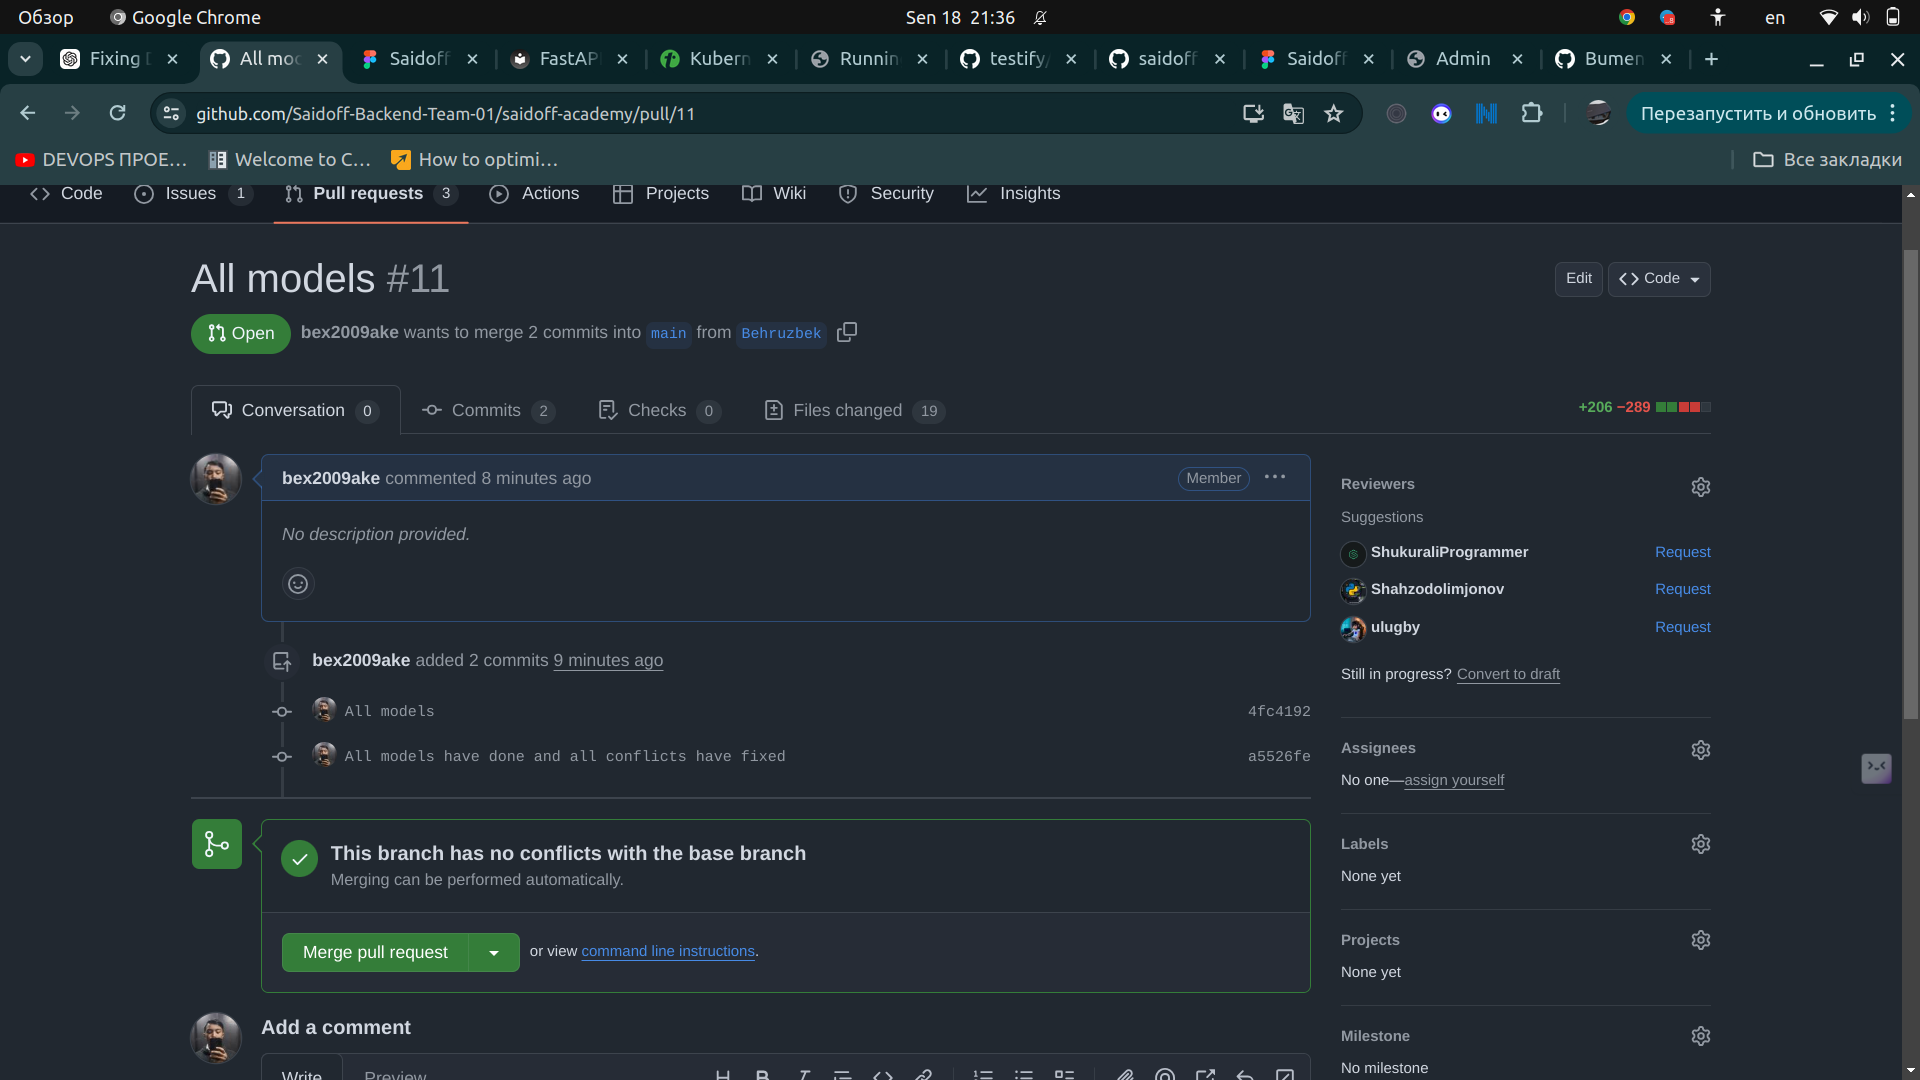 Обзор Google Chrome Sen 18 21:36 en
Fixing D All mod Saidoff FastAP Kubern Runnin testify/ saidoff Saidoff Admin Bumen
github.com/Saidoff-Backend-Team-01/saidoff-academy/pull/11 Перезапустить и обновить
DEVOPS ПРОЕ... Welcome to C... How to optimi... Все закладки
Code Issues 1 Pull requests 3 Actions Projects Wiki Security Insights
All models #11 Edit Code
Open bex2009ake wants to merge 2 commits into main from Behruzbek
Conversation 0 Commits 2 Checks 0 Files changed 19 +206 −289
bex2009ake commented 8 minutes ago Member
No description provided.
bex2009ake added 2 commits 9 minutes ago
All models 4fc4192
All models have done and all conflicts have fixed a5526fe
This branch has no conflicts with the base branch
Merging can be performed automatically.
Merge pull request or view command line instructions.
Add a comment
Write Preview
Reviewers
Suggestions
ShukuraliProgrammer Request
Shahzodolimjonov Request
ulugby Request
Still in progress? Convert to draft
Assignees
No one—assign yourself
Labels
None yet
Projects
None yet
Milestone
No milestone